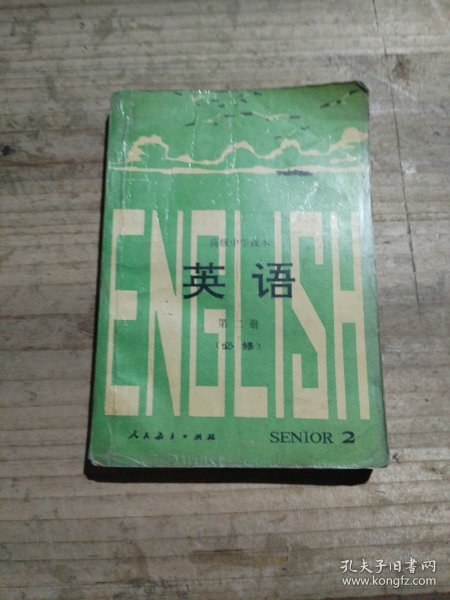 高级中学课本
ENGLISH
英语
第二册
(必修)
人民教育出版社
SENIOR 2
孔夫子旧书网
www.kongfz.com